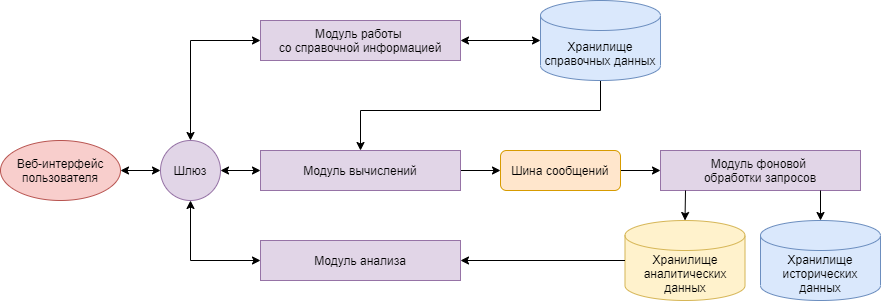 Модуль работы
со справочной информацией
Хранилище
справочных данных
Веб-интерфейс
пользователя
Шлюз
Модуль вычислений
Шина сообщений
Модуль фоновой
обработки запросов
Модуль анализа
Хранилище
аналитических
данных
Хранилище
исторических
данных